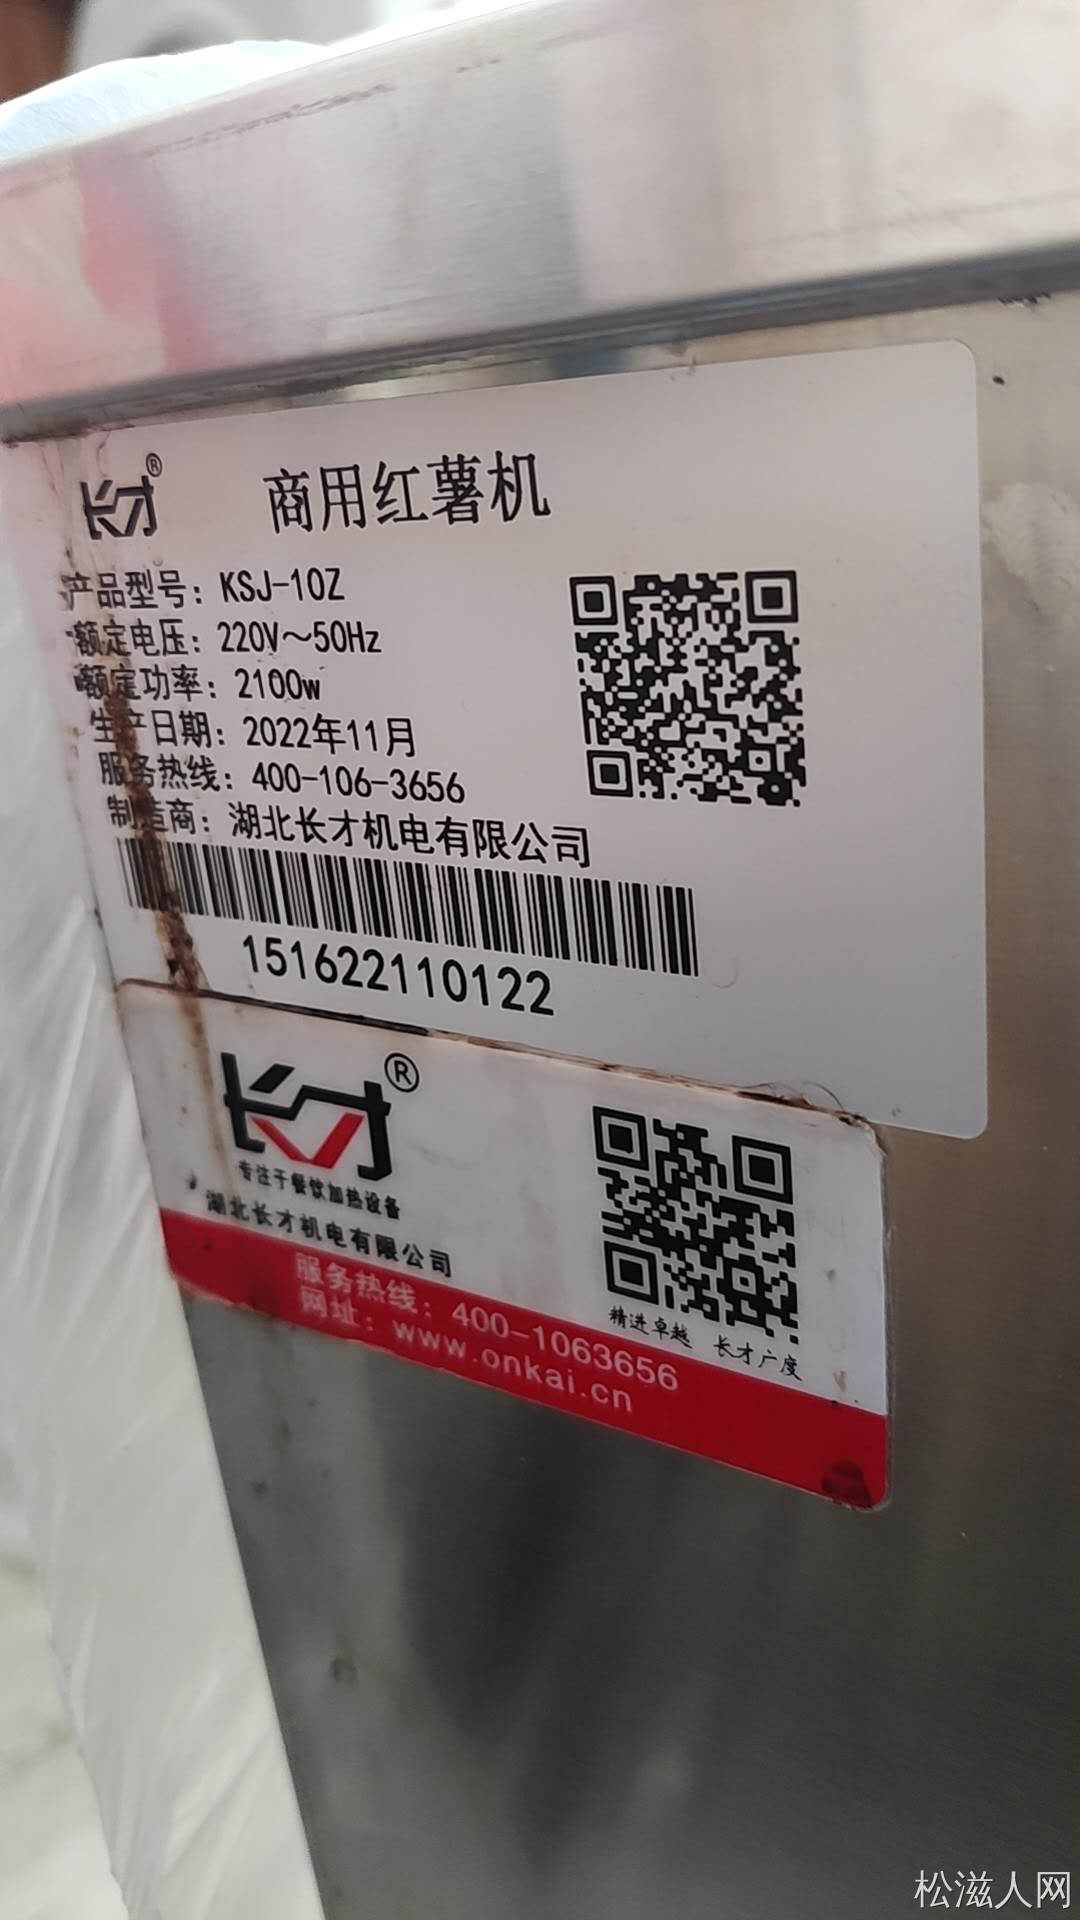 长才®
商用红薯机
产品型号：KSJ-10Z
额定电压：220V～50Hz
额定功率：2100w
生产日期：2022年11月
服务热线：400-106-3656
制造商：湖北长才机电有限公司
151622110122
长才®
专注于餐饮加热设备
湖北长才机电有限公司
精进卓越 长才广度
服务热线：400-1063656
网址：www.onkai.cn
松滋人网